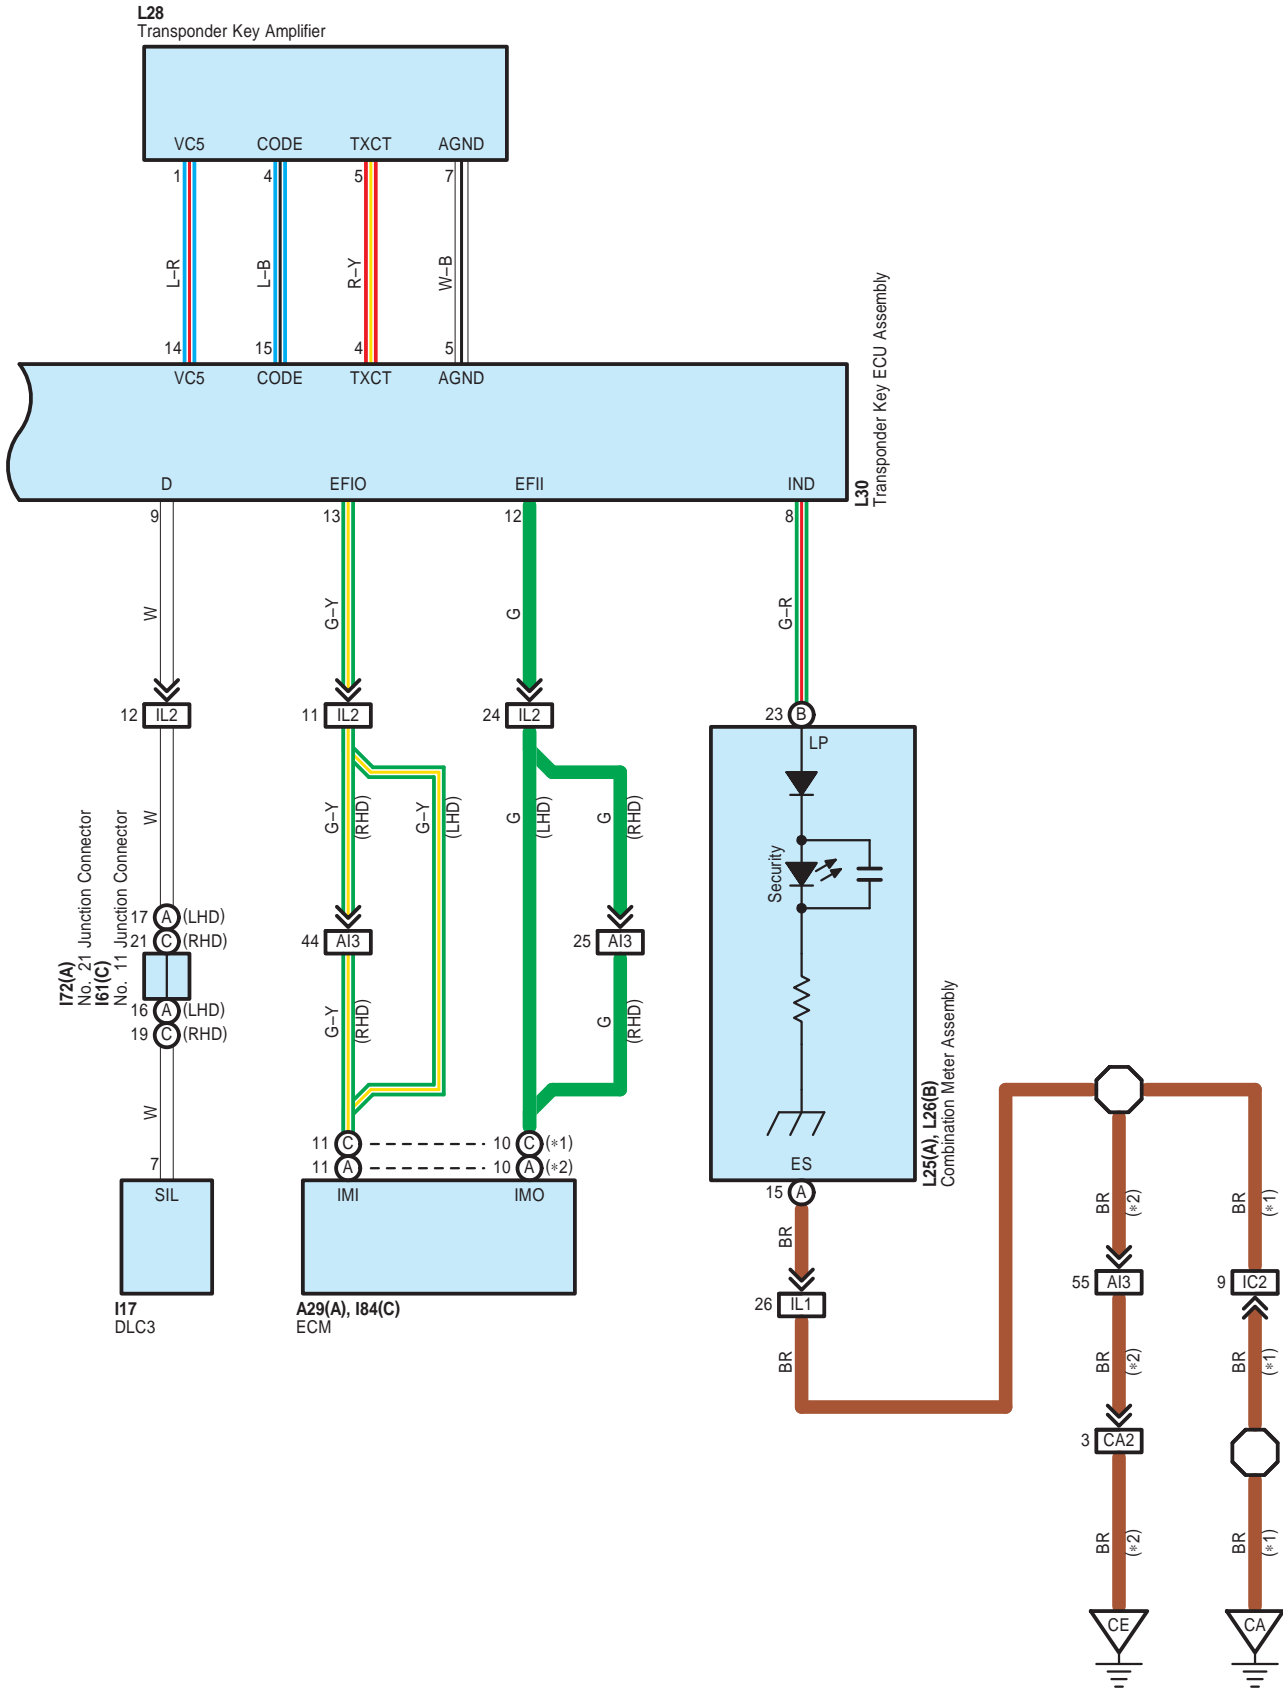 L28
Transponder Key Amplifier
VC5 CODE TXCT AGND
1 4 5 7
L–R L–B R–Y W–B
14 15 4 5
VC5 CODE TXCT AGND
D EFIO EFII IND
L30
Transponder Key ECU Assembly
9 13 12 8
W G–Y G G–R
12 IL2 11 IL2 24 IL2 23 B
LP
W G–Y (RHD) G–Y (LHD) G (LHD) G (RHD)
Security
I72(A)
No. 21 Junction Connector
I61(C)
No. 11 Junction Connector
17 A (LHD)
21 C (RHD)
44 AI3 25 AI3
16 A (LHD)
19 C (RHD)
G–Y (RHD) G (RHD)
W
11 C 10 C (*1)
11 A 10 A (*2)
7
SIL IMI IMO ES
L25(A), L26(B)
Combination Meter Assembly
15 A
I17
DLC3
A29(A), I84(C)
ECM
BR
26 IL1
BR
BR (*2) BR (*1)
55 AI3 9 IC2
BR (*2) BR (*1)
3 CA2
BR (*2) BR (*1)
CE CA